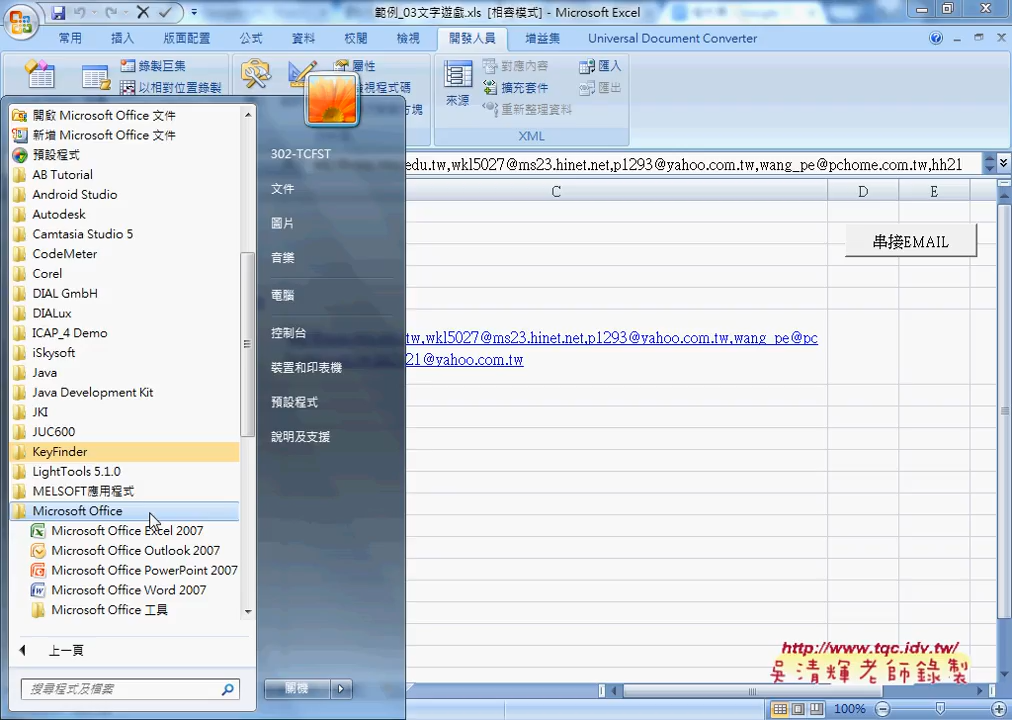 範例_03文字遊戲.xls [相容模式] - Microsoft Excel
常用 插入 版面配置 公式 資料 校閱 檢視 開發人員 增益集 Universal Document Converter
錄製巨集 屬性 對應內容 匯入
以相對位置錄製 檢視程式碼 擴充套件 匯出
來源 重新整理資料
XML
edu.tw,wkl5027@ms23.hinet.net,p1293@yahoo.com.tw,wang_pe@pchome.com.tw,hh21
C D E
串接EMAIL
tw,wkl5027@ms23.hinet.net,p1293@yahoo.com.tw,wang_pe@pc
21@yahoo.com.tw
開啟 Microsoft Office 文件
新增 Microsoft Office 文件
預設程式
AB Tutorial
Android Studio
Autodesk
Camtasia Studio 5
CodeMeter
Corel
DIAL GmbH
DIALux
ICAP_4 Demo
iSkysoft
Java
Java Development Kit
JKI
JUC600
KeyFinder
LightTools 5.1.0
MELSOFT應用程式
Microsoft Office
Microsoft Office Excel 2007
Microsoft Office Outlook 2007
Microsoft Office PowerPoint 2007
Microsoft Office Word 2007
Microsoft Office 工具
上一頁
搜尋程式及檔案
302-TCFST
文件
圖片
音樂
電腦
控制台
裝置和印表機
預設程式
說明及支援
關機
http://www.tqc.idv.tw/
吳清輝老師錄製
100%